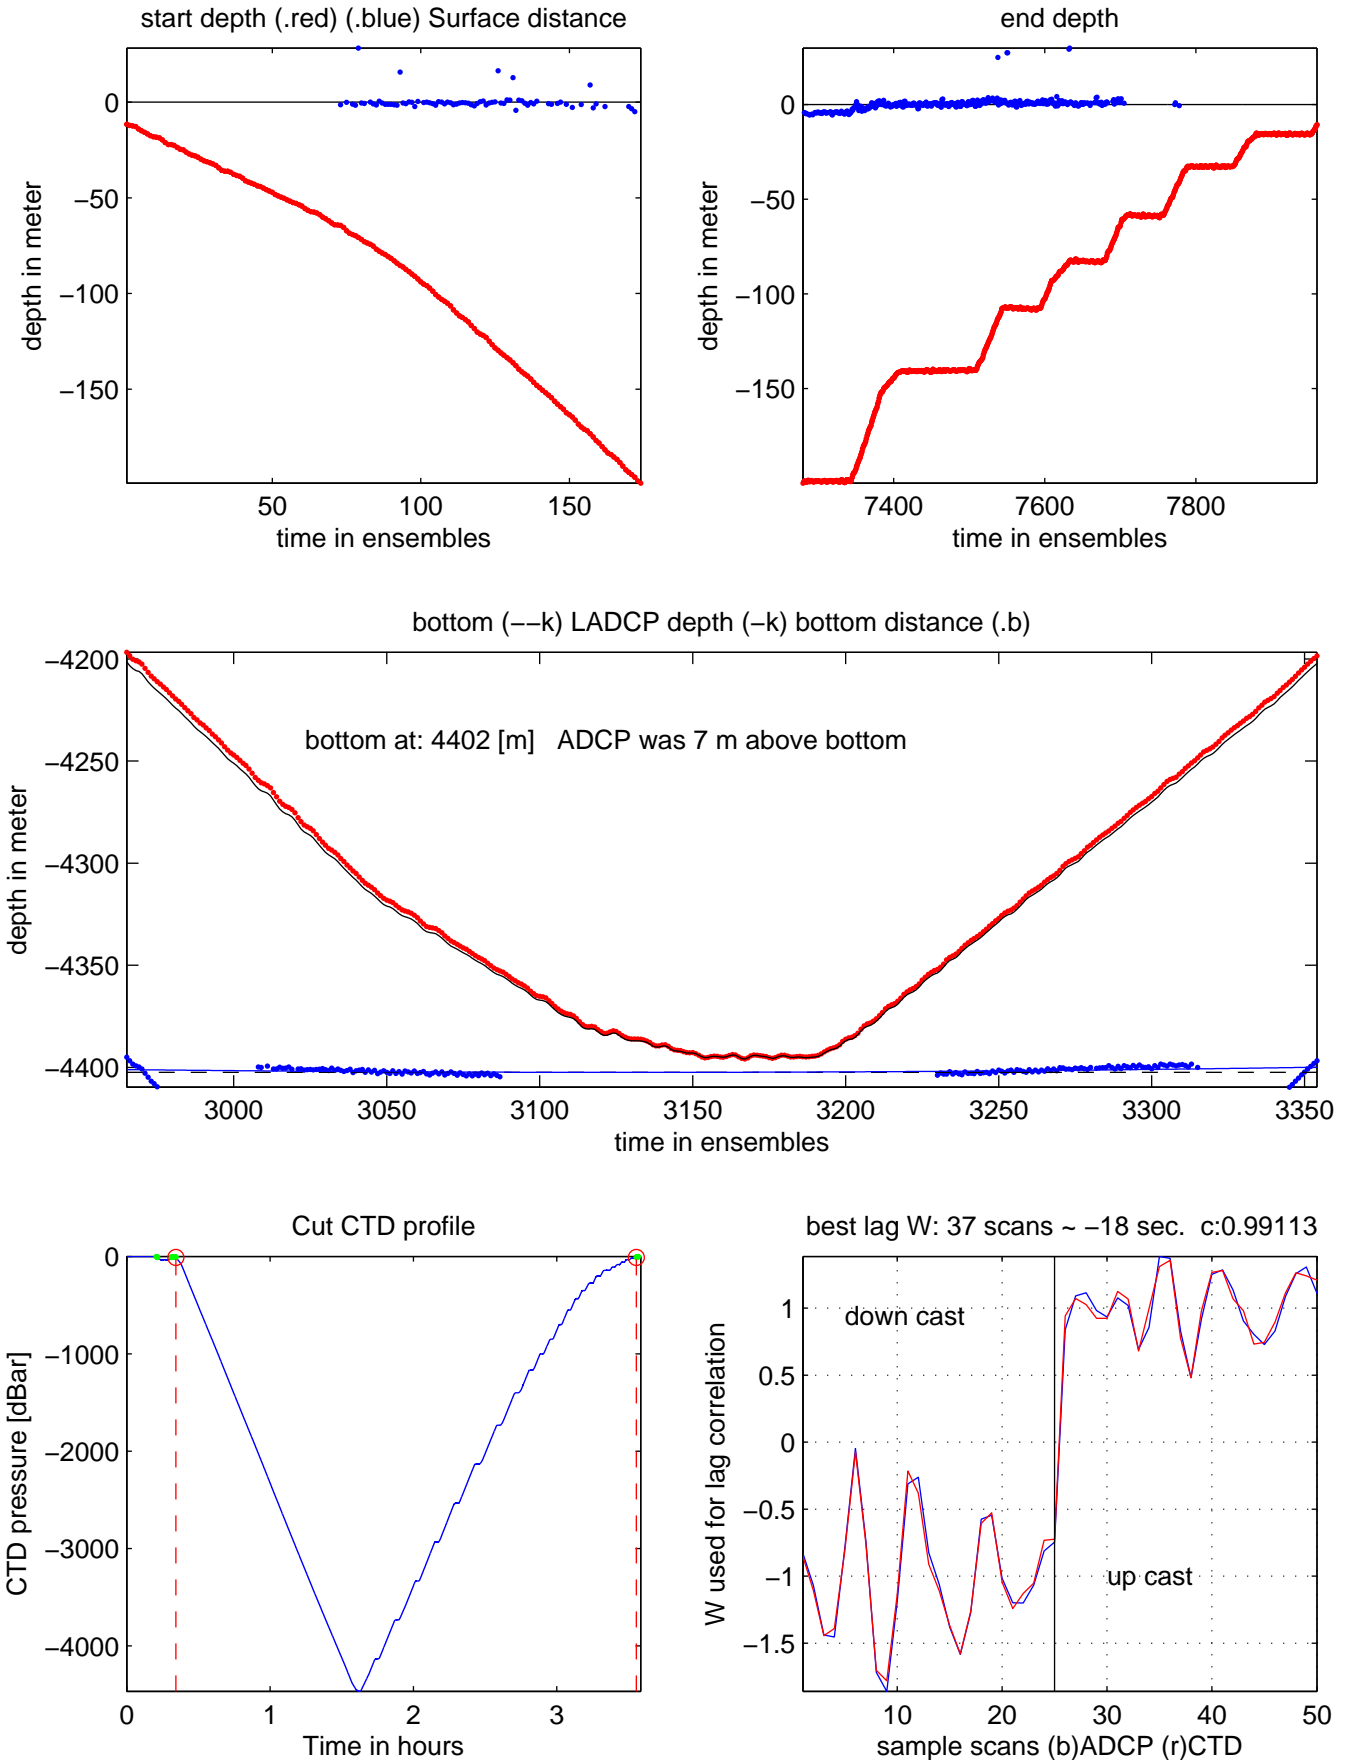 start depth (.red) (.blue) Surface distance
0
−50
−100
−150
depth in meter
50 100 150
time in ensembles
end depth
0
−50
−100
−150
depth in meter
7400 7600 7800
time in ensembles
bottom (−−k) LADCP depth (−k) bottom distance (.b)
−4200
−4250
−4300
−4350
−4400
depth in meter
bottom at: 4402 [m] ADCP was 7 m above bottom
3000 3050 3100 3150 3200 3250 3300 3350
time in ensembles
Cut CTD profile
0
−1000
−2000
−3000
−4000
CTD pressure [dBar]
0 1 2 3
Time in hours
best lag W: 37 scans ~ −18 sec. c:0.99113
1
0.5
0
−0.5
−1
−1.5
W used for lag correlation
down cast
up cast
10 20 30 40 50
sample scans (b)ADCP (r)CTD